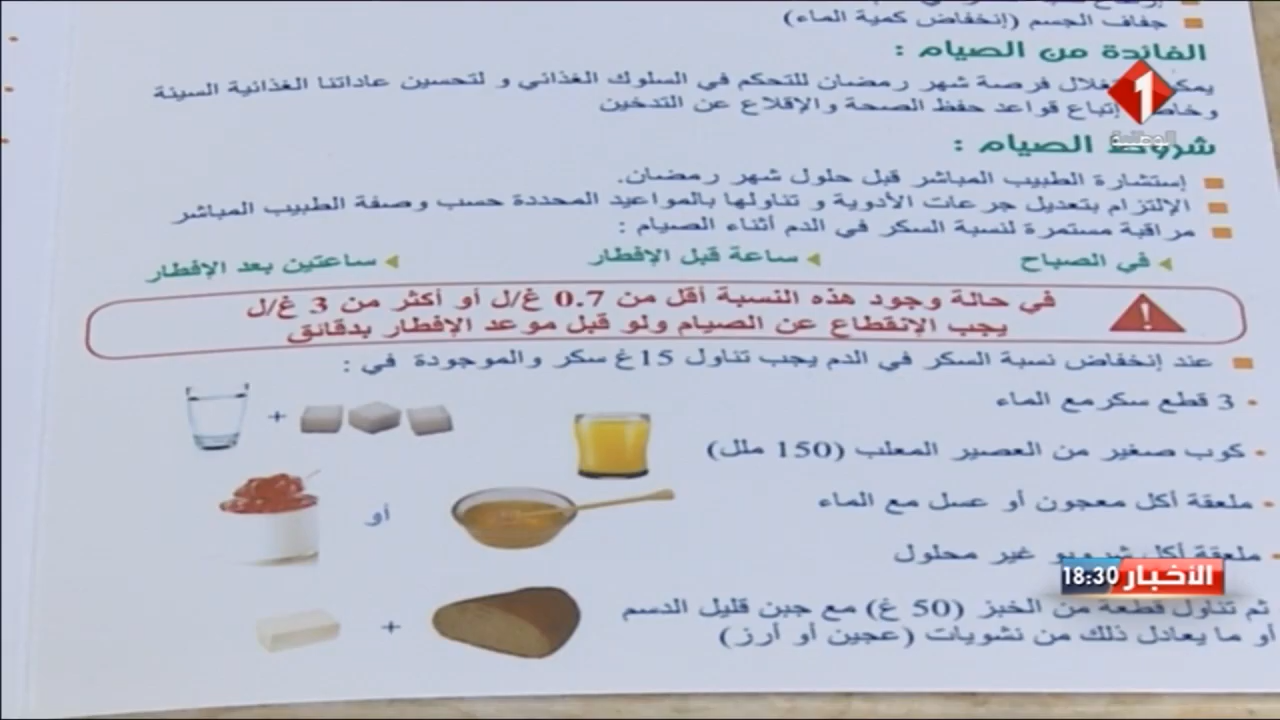 جفاف الجسم (إنخفاض كمية الماء)
الفائدة من الصيام :
فرصة شهر رمضان للتحكم في السلوك الغذائي و لتحسين عاداتنا الغذائية السيئة
إتباع قواعد حفظ الصحة والإقلاع عن التدخين
شروط الصيام :
إستشارة الطبيب المباشر قبل حلول شهر رمضان.
الإلتزام بتعديل جرعات الأدوية و تناولها بالمواعيد المحددة حسب وصفة الطبيب المباشر
مراقبة مستمرة لنسبة السكر في الدم أثناء الصيام :
في الصباح ساعة قبل الإفطار ساعتين بعد الإفطار
في حالة وجود هذه النسبة أقل من 0.7 غ/ل أو أكثر من 3 غ/ل
يجب الإنقطاع عن الصيام ولو قبل موعد الإفطار بدقائق
عند إنخفاض نسبة السكر في الدم يجب تناول 15غ سكر والموجودة في :
3 قطع سكر مع الماء
+
كوب صغير من العصير المعلب (150 ملل)
ملعقة أكل معجون أو عسل مع الماء
أو
ملعقة أكل شروبو غير محلول
ثم تناول قطعة من الخبز (50 غ) مع جبن قليل الدسم
أو ما يعادل ذلك من نشويات (عجين أو أرز)
+
1
الوطنية
الأخبار 18:30